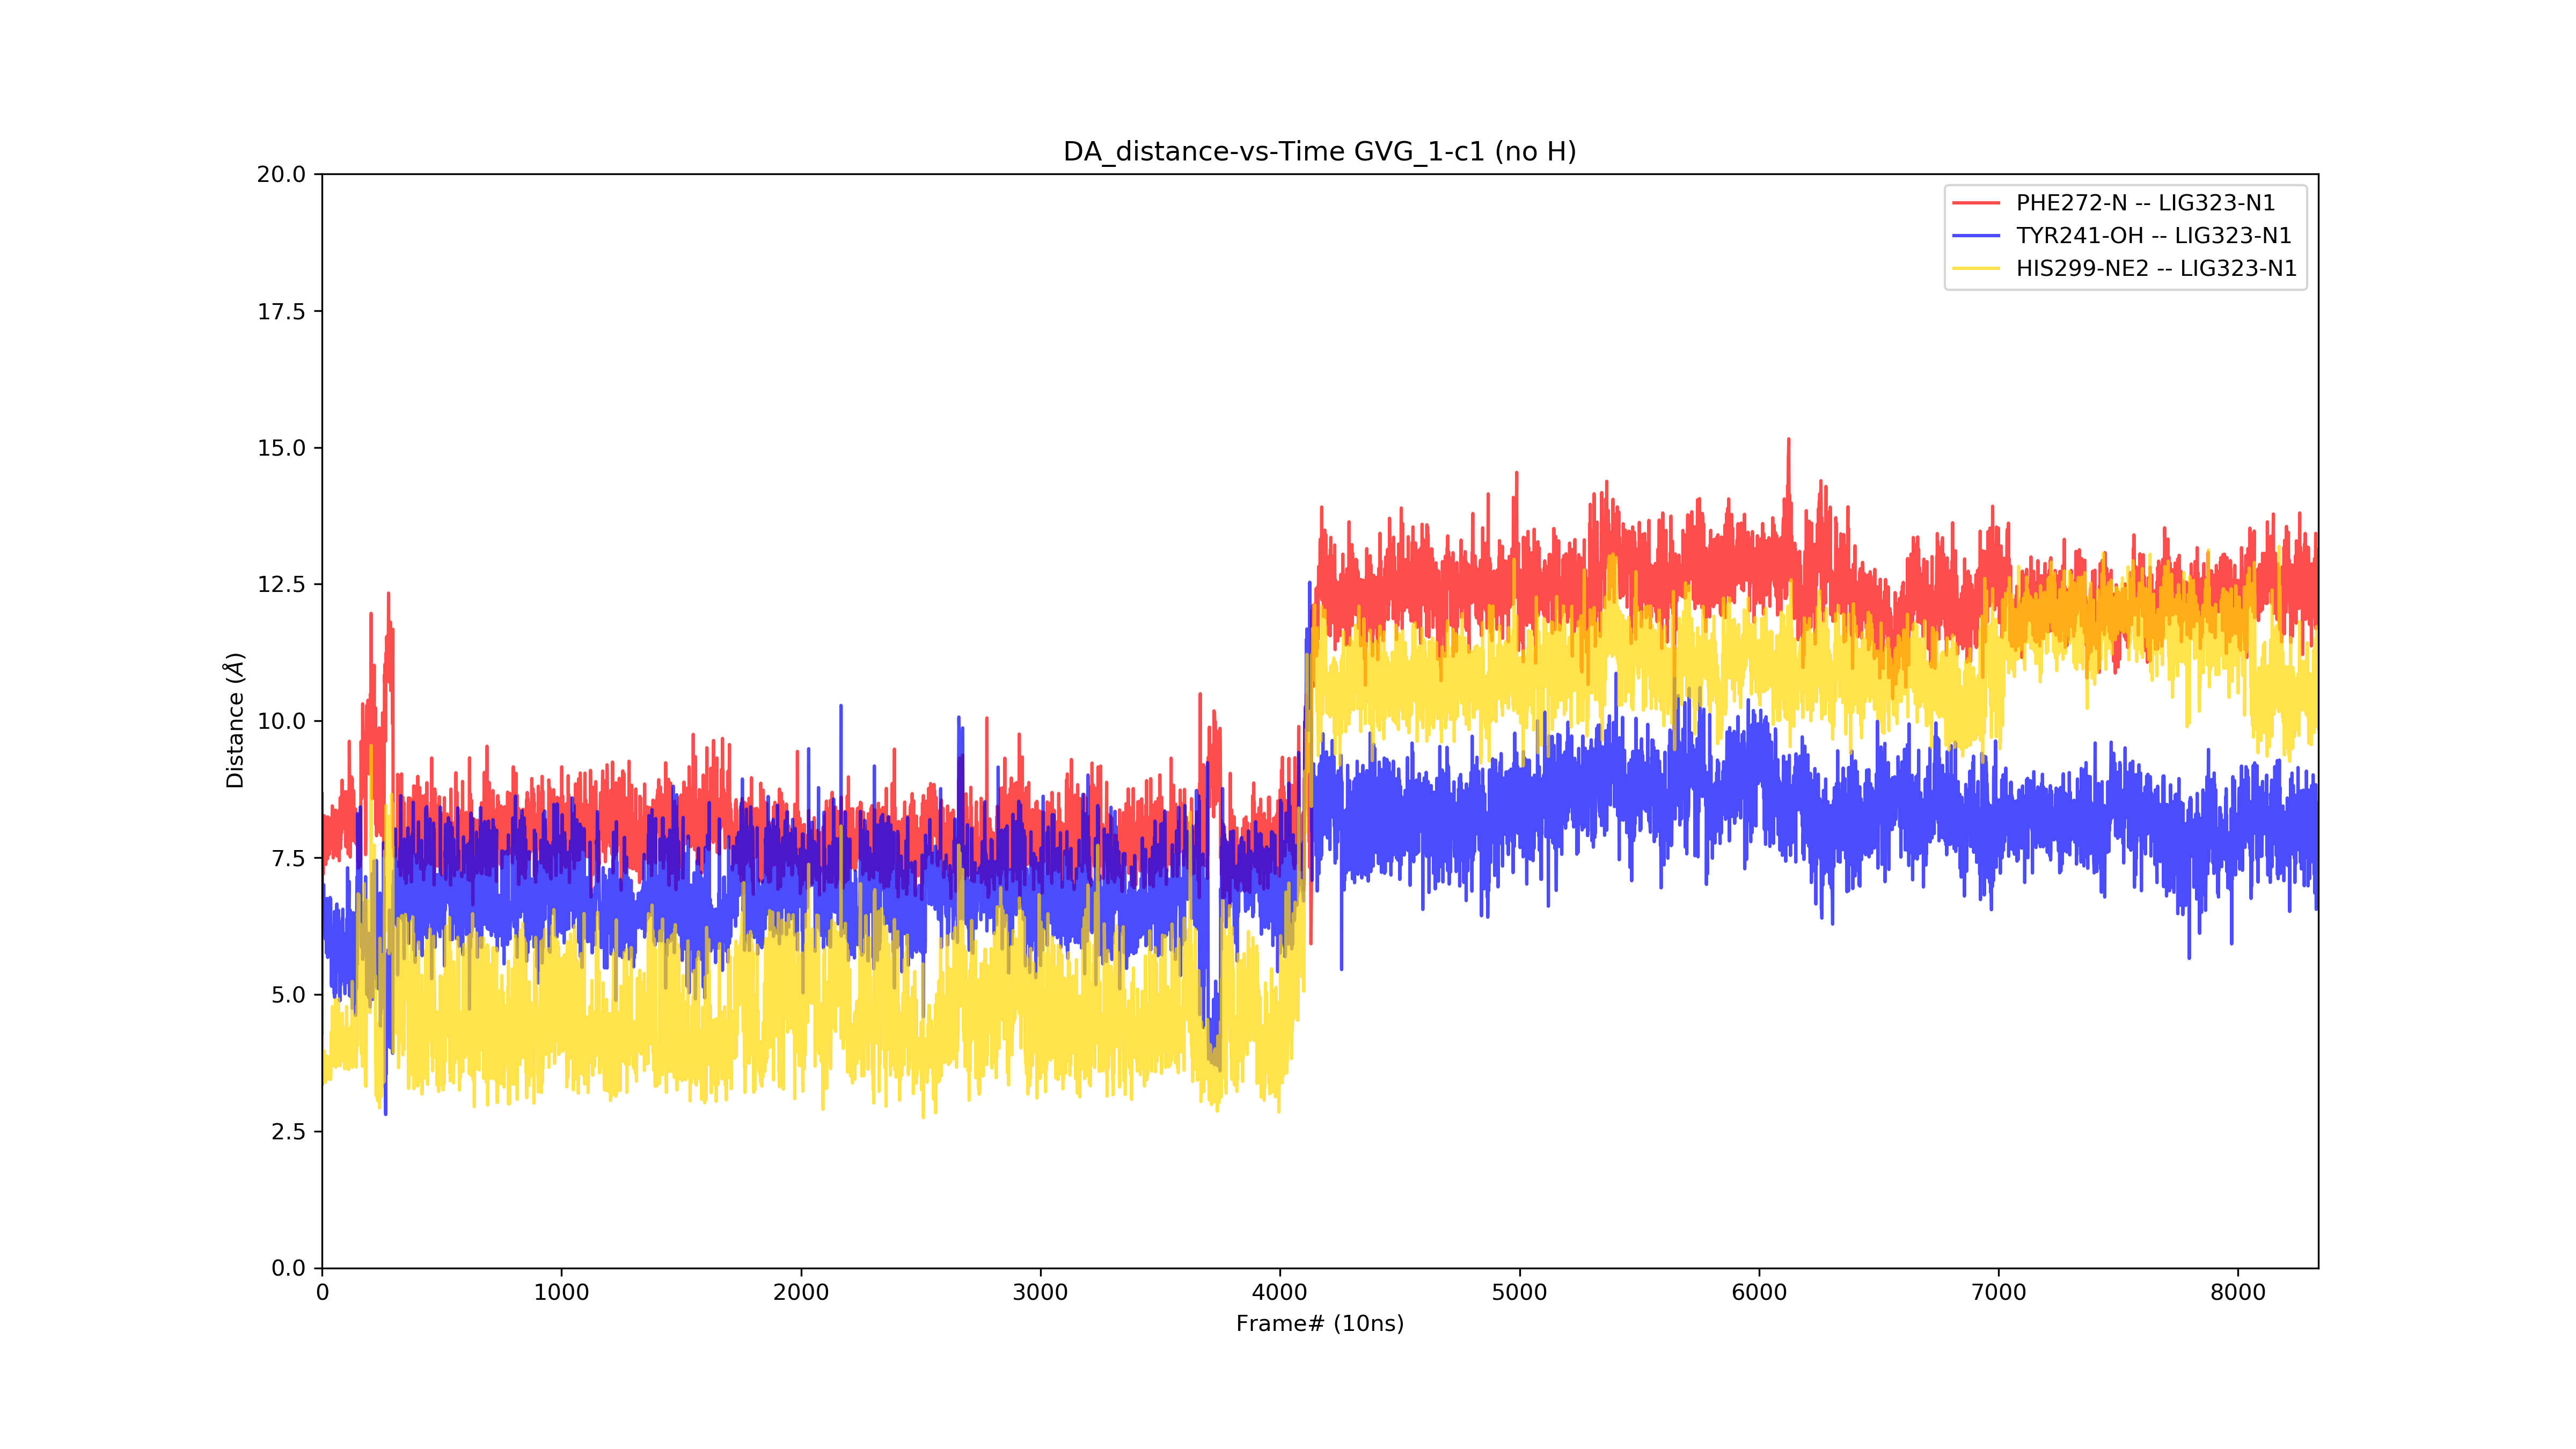 DA_distance-vs-Time GVG_1-c1 (no H)
20.0
17.5
15.0
12.5
10.0
7.5
5.0
2.5
0.0
Distance (Å)
PHE272-N -- LIG323-N1
TYR241-OH -- LIG323-N1
HIS299-NE2 -- LIG323-N1
0 1000 2000 3000 4000 5000 6000 7000 8000
Frame# (10ns)